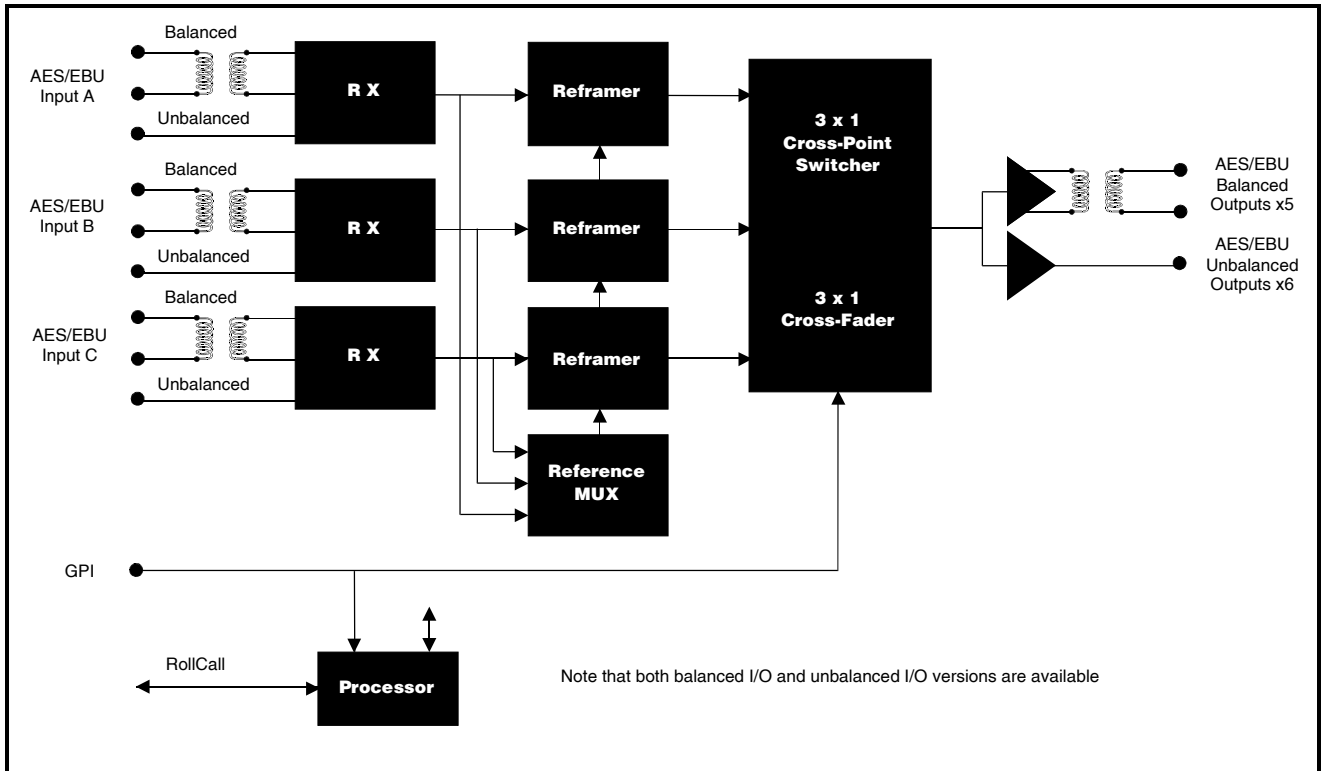 Balanced
AES/EBU
Input A
Unbalanced
R X
Reframer
3 x 1
Cross-Point
Switcher
Balanced
AES/EBU
Input B
Unbalanced
R X
Reframer
AES/EBU
Balanced
Outputs x5
AES/EBU
Unbalanced
Outputs x6
Balanced
AES/EBU
Input C
Unbalanced
R X
Reframer
3 x 1
Cross-Fader
Reference
MUX
GPI
RollCall
Processor
Note that both balanced I/O and unbalanced I/O versions are available